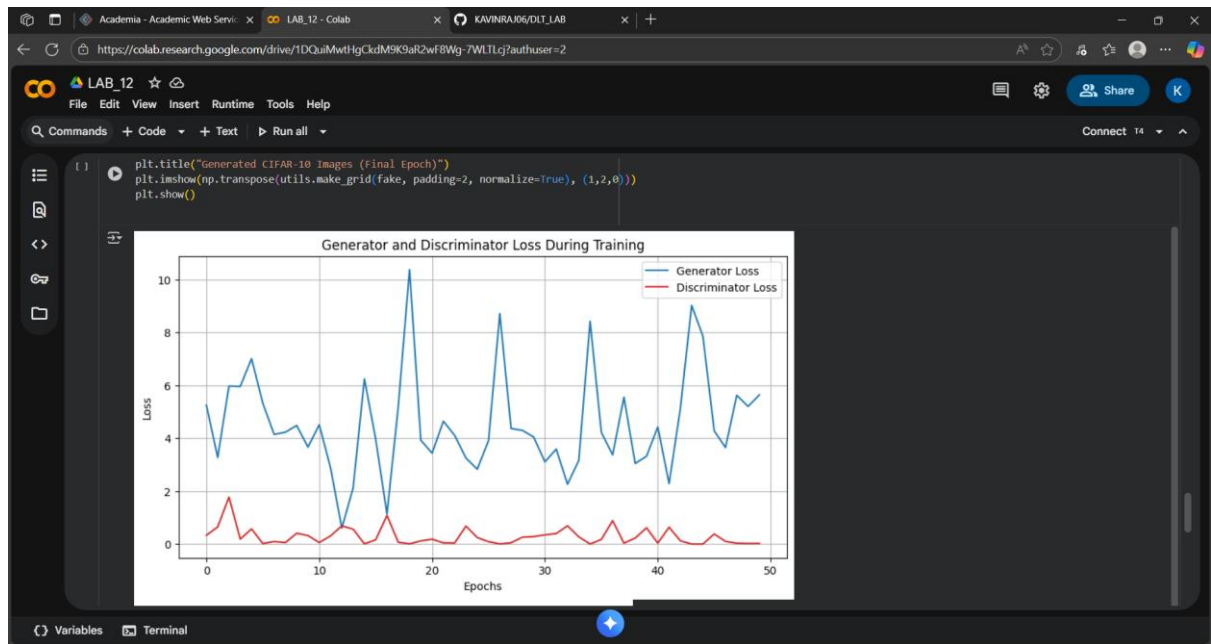 Academia - Academic Web Servic
LAB_12 - Colab
KAVINRAJ06/DLT_LAB
https://colab.research.google.com/drive/1DQuiMwtHgCkdM9K9aR2wF8Wg-7WLTLcj?authuser=2
CO
LAB_12
File Edit View Insert Runtime Tools Help
Share
K
Commands + Code + Text Run all
Connect T4
[ ]
plt.title("Generated CIFAR-10 Images (Final Epoch)")
plt.imshow(np.transpose(utils.make_grid(fake, padding=2, normalize=True), (1,2,0)))
plt.show()
Generator and Discriminator Loss During Training
Generator Loss
Discriminator Loss
10
8
6
4
2
0
Loss
0 10 20 30 40 50
Epochs
{} Variables Terminal